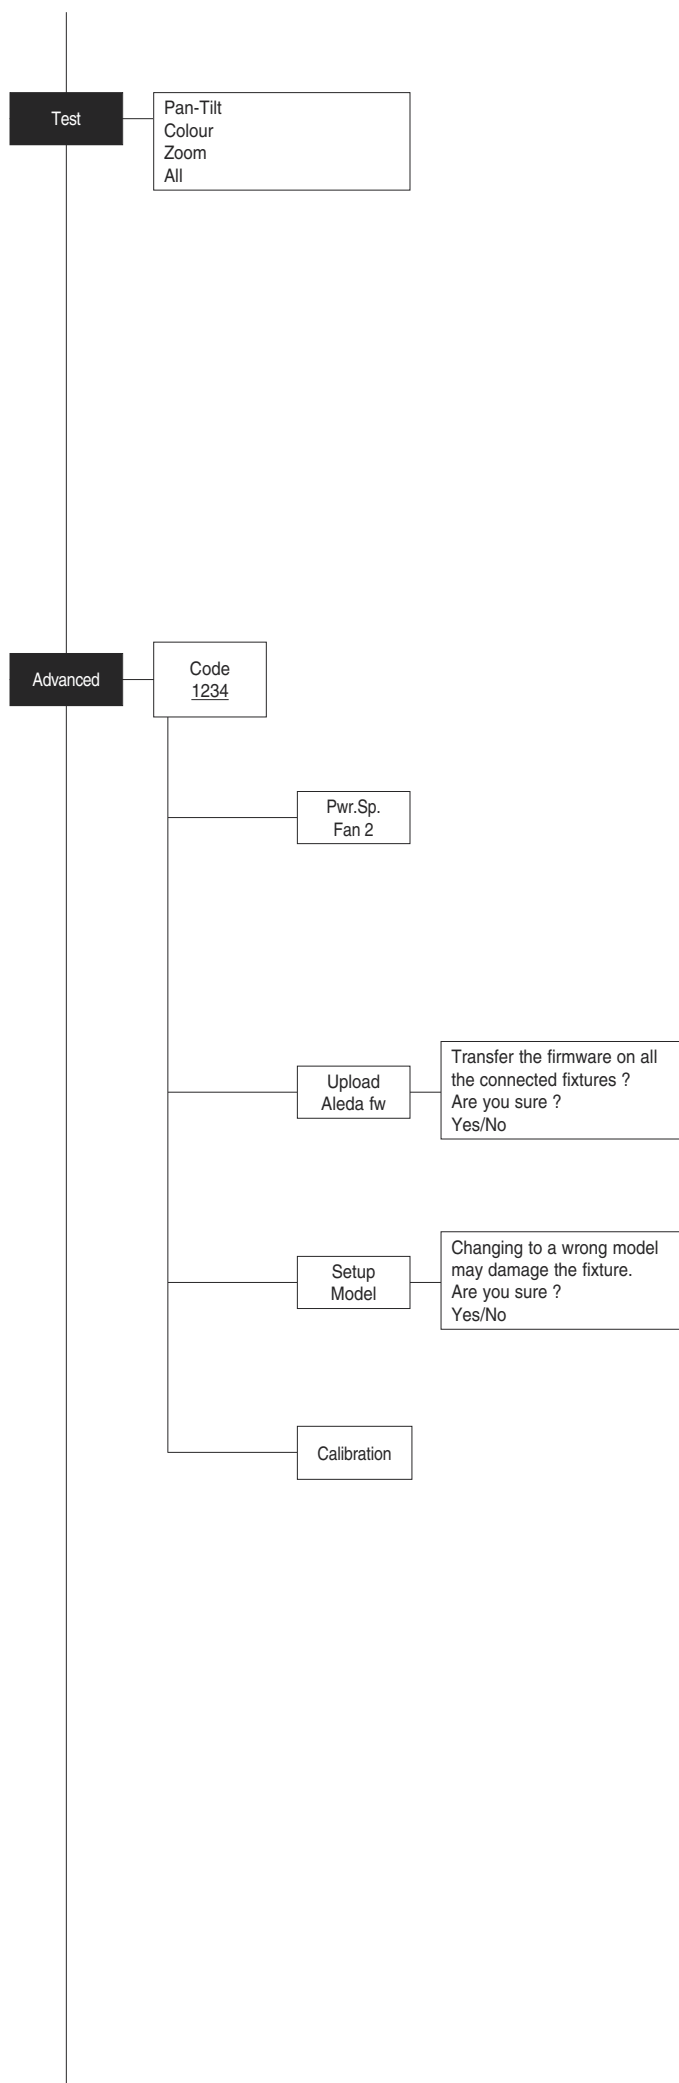 Test
Pan-Tilt
Colour
Zoom
All
Advanced
Code
1234
Pwr.Sp.
Fan 2
Upload
Aleda fw
Transfer the firmware on all
the connected fixtures ?
Are you sure ?
Yes/No
Setup
Model
Changing to a wrong model
may damage the fixture.
Are you sure ?
Yes/No
Calibration